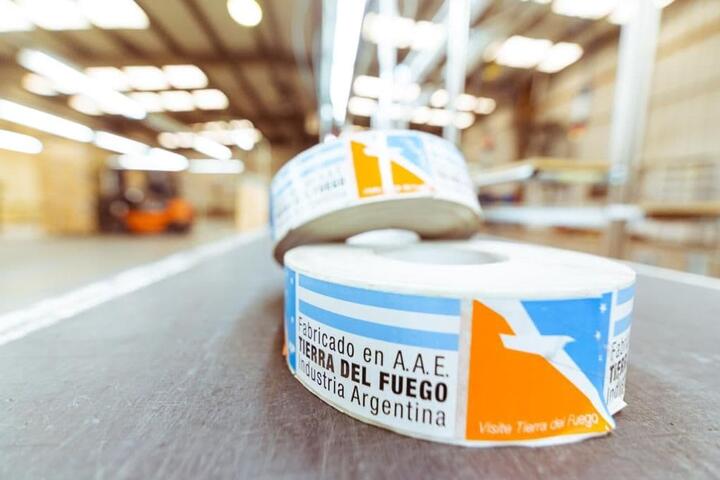 Fabricado en A.A.E.
TIERRA DEL FUEGO
Industria Argentina
Visite Tierra del Fuego